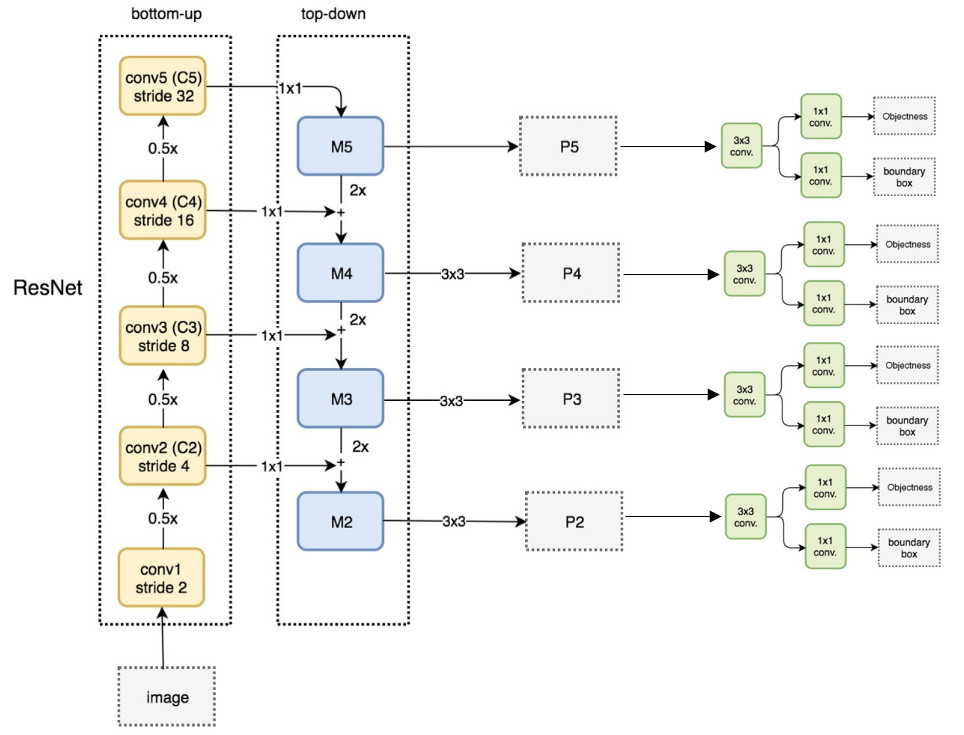 bottom-up
top-down
conv5 (C5)
stride 32
1x1
M5
P5
3x3
conv.
1x1
conv.
Objectness
1x1
conv.
boundary
box
0.5x
2x
conv4 (C4)
stride 16
1x1
+
M4
3x3
P4
3x3
conv.
1x1
conv.
Objectness
1x1
conv.
boundary
box
ResNet
0.5x
2x
conv3 (C3)
stride 8
1x1
+
M3
3x3
P3
3x3
conv.
1x1
conv.
Objectness
1x1
conv.
boundary
box
0.5x
2x
conv2 (C2)
stride 4
1x1
+
M2
3x3
P2
3x3
conv.
1x1
conv.
Objectness
1x1
conv.
boundary
box
0.5x
conv1
stride 2
image